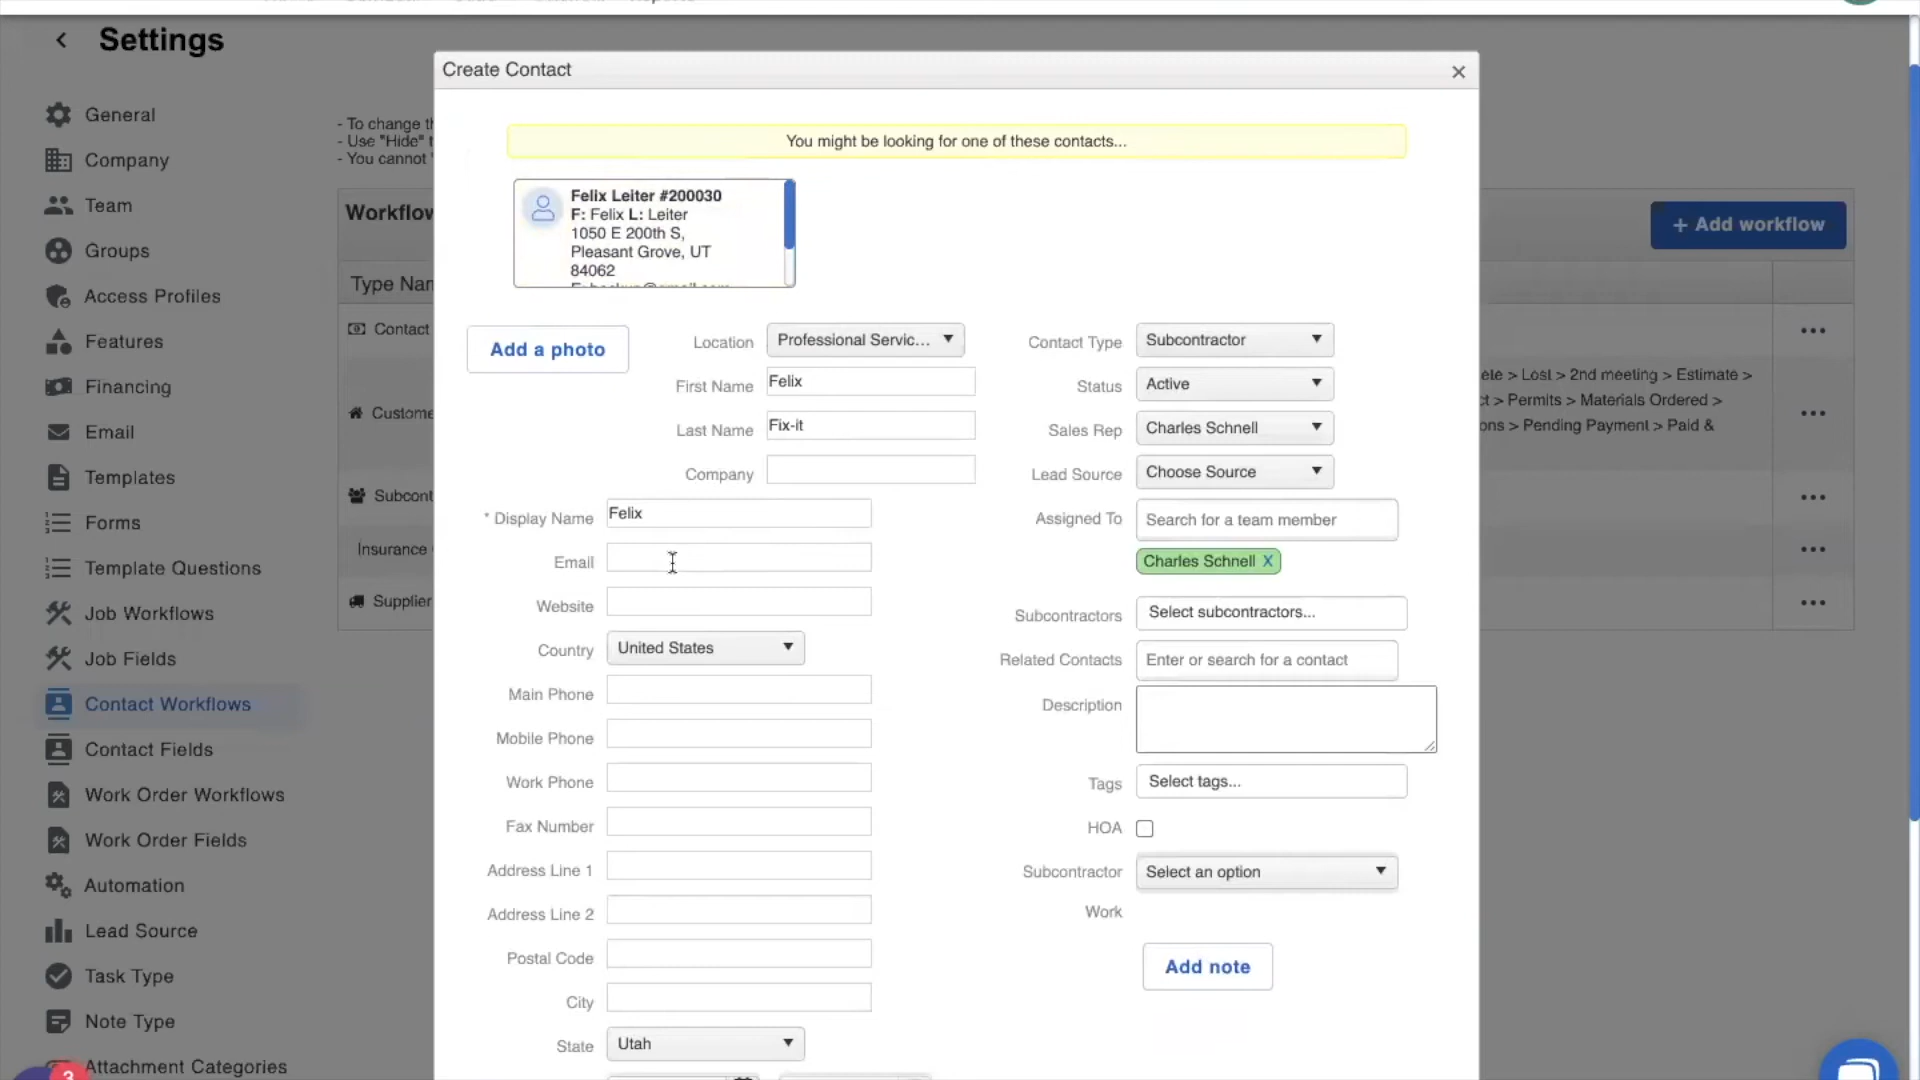 Settings
General
Company
Team
Groups
Access Profiles
Features
Financing
Email
Templates
Forms
Template Questions
Job Workflows
Job Fields
Contact Workflows
Contact Fields
Work Order Workflows
Work Order Fields
Automation
Lead Source
Task Type
Note Type
Attachment Categories
3
- To change th
- Use "Hide" t
- You cannot
Workflow
Type Nan
Contact
Custome
Subcont
Insurance
Supplier
+ Add workflow
ete > Lost > 2nd meeting > Estimate >
ct > Permits > Materials Ordered >
ons > Pending Payment > Paid &
Create Contact
You might be looking for one of these contacts...
Felix Leiter #200030
F: Felix L: Leiter
1050 E 200th S,
Pleasant Grove, UT
84062
Add a photo
Location Professional Servic...
First Name Felix
Last Name Fix-it
Company
* Display Name Felix
Email
Website
Country United States
Main Phone
Mobile Phone
Work Phone
Fax Number
Address Line 1
Address Line 2
Postal Code
City
State Utah
Contact Type Subcontractor
Status Active
Sales Rep Charles Schnell
Lead Source Choose Source
Assigned To Search for a team member
Charles Schnell X
Subcontractors Select subcontractors...
Related Contacts Enter or search for a contact
Description
Tags Select tags...
HOA
Subcontractor Select an option
Work
Add note